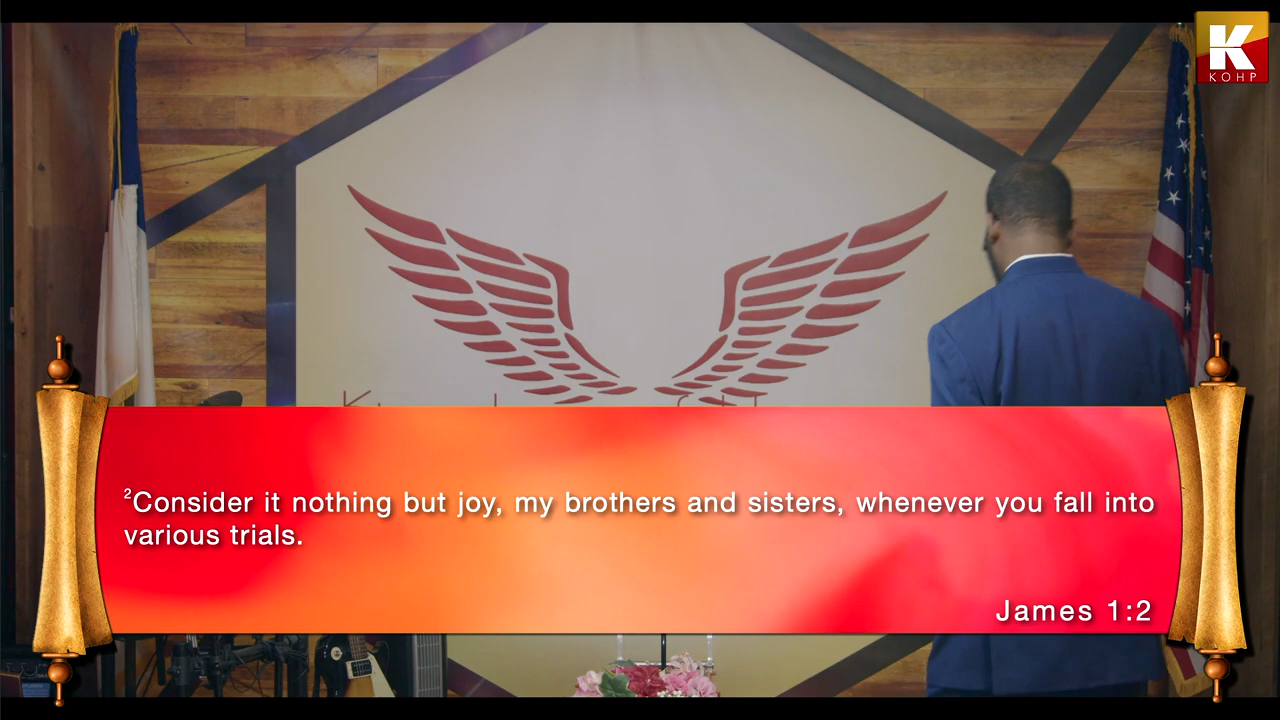 K
KOHP
²Consider it nothing but joy, my brothers and sisters, whenever you fall into
various trials.
James 1:2